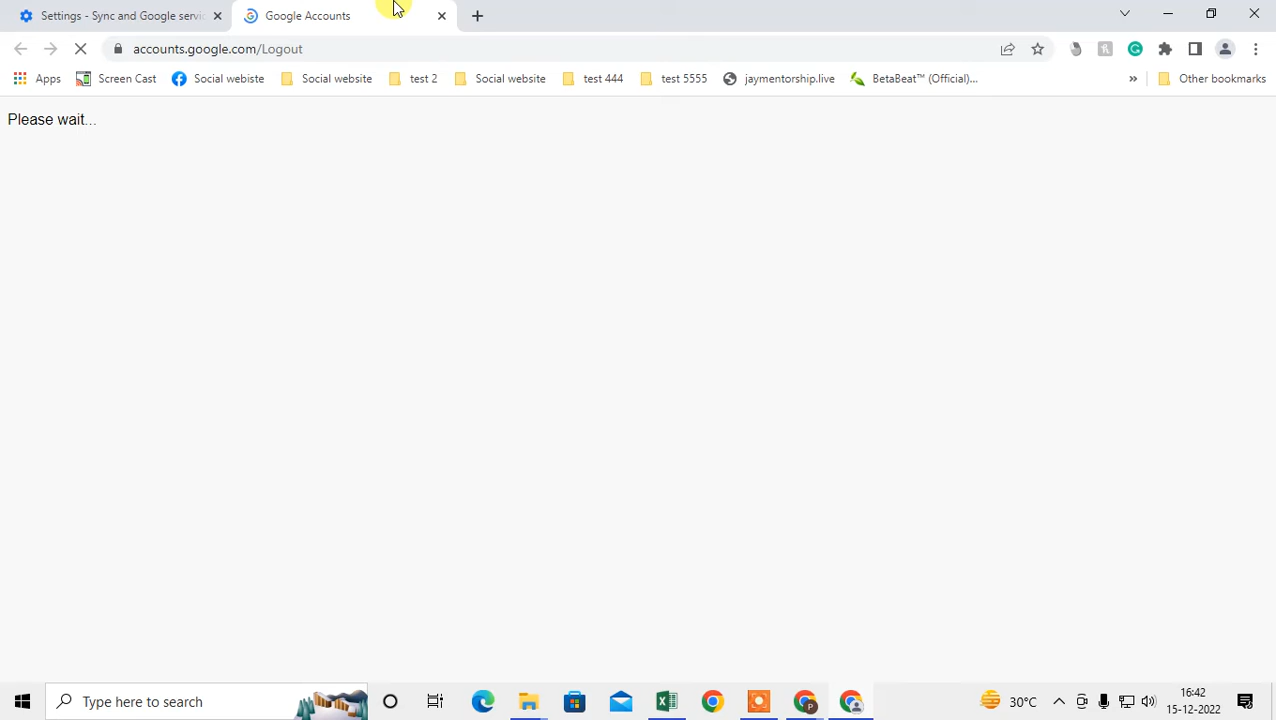 Settings - Sync and Google servic
Google Accounts
accounts.google.com/Logout
Apps Screen Cast Social webiste Social website test 2 Social website test 444 test 5555 jaymentorship.live BetaBeat™ (Official)... » Other bookmarks
Please wait...
Type here to search
P
30°C
16:42
15-12-2022